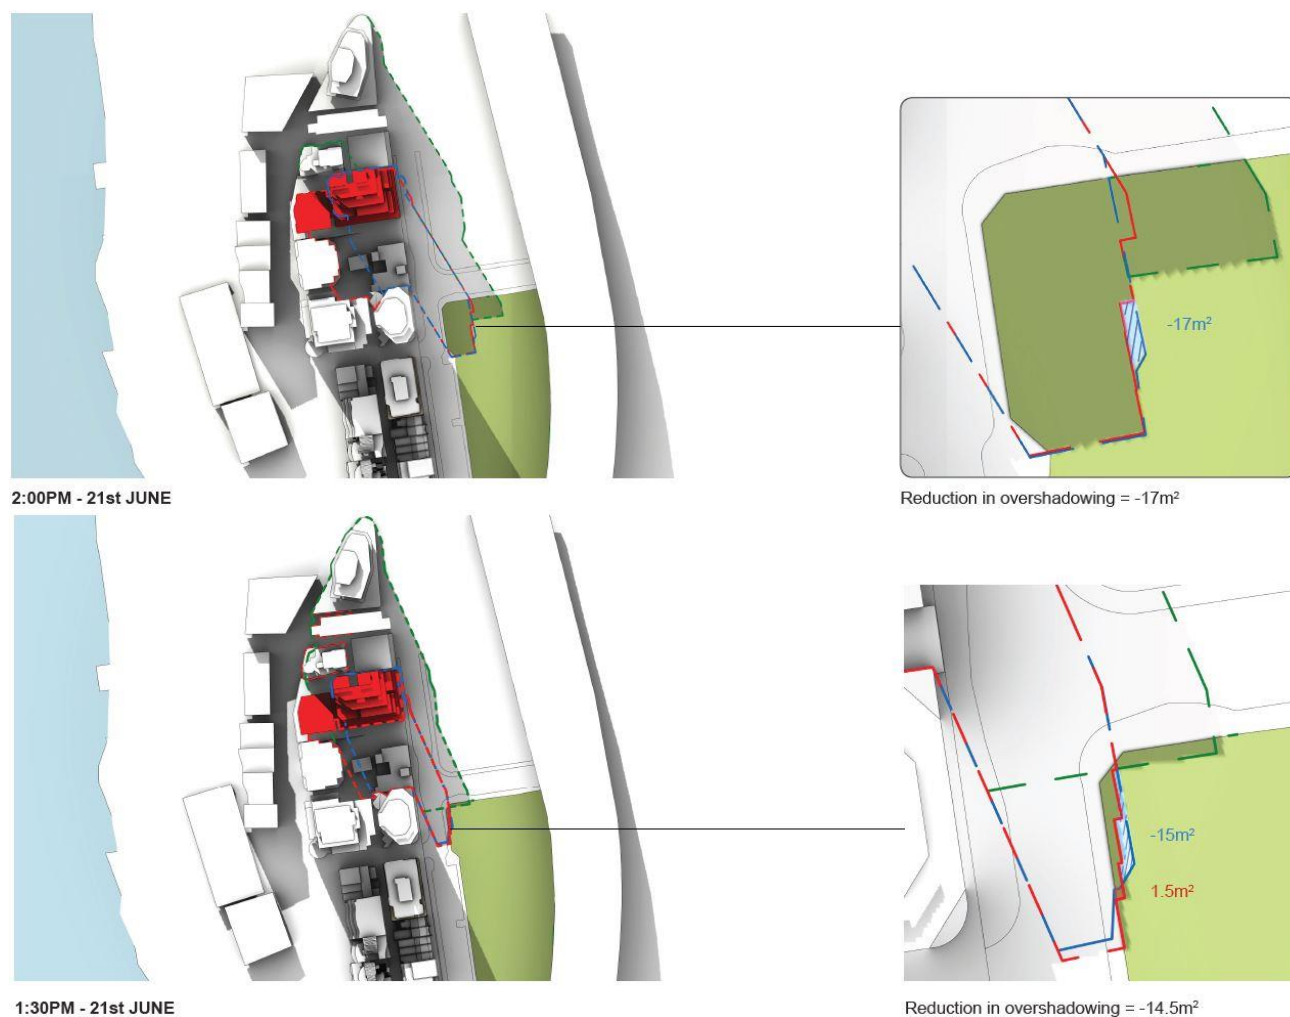 -17m²
2:00PM - 21st JUNE
Reduction in overshadowing = -17m²
-15m²
1.5m²
1:30PM - 21st JUNE
Reduction in overshadowing = -14.5m²